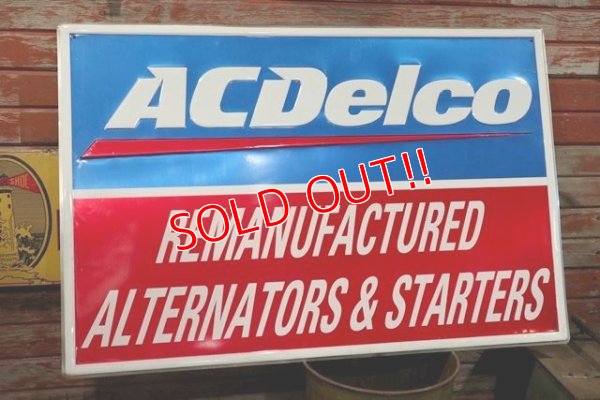 ACDelco
SOLD OUT!!
REMANUFACTURED
ALTERNATORS & STARTERS